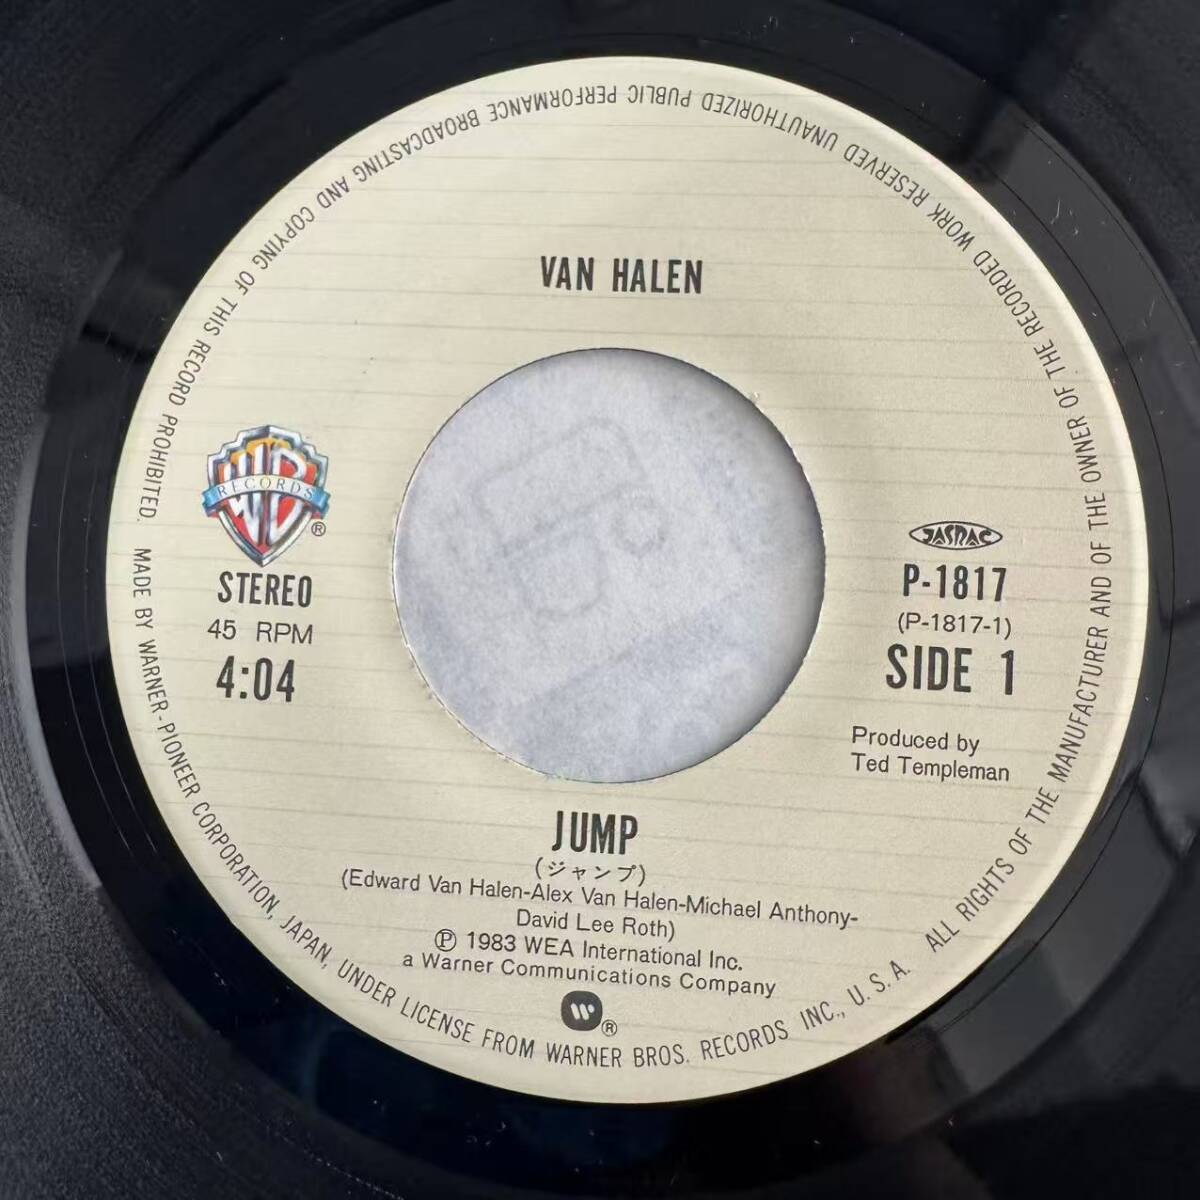 VAN HALEN
WB
RECORDS
®
STEREO
45 RPM
4:04
JASRAC
P-1817
(P-1817-1)
SIDE 1
Produced by
Ted Templeman
JUMP
(ジャンプ)
(Edward Van Halen-Alex Van Halen-Michael Anthony-
David Lee Roth)
℗ 1983 WEA International Inc.
a Warner Communications Company
W ®
MADE BY WARNER-PIONEER CORPORATION, JAPAN, UNDER LICENSE FROM WARNER BROS. RECORDS INC., U.S.A.
ALL RIGHTS OF THE MANUFACTURER AND OF THE OWNER OF THE RECORDED WORK RESERVED UNAUTHORIZED PUBLIC PERFORMANCE BROADCASTING AND COPYING OF THIS RECORD PROHIBITED.